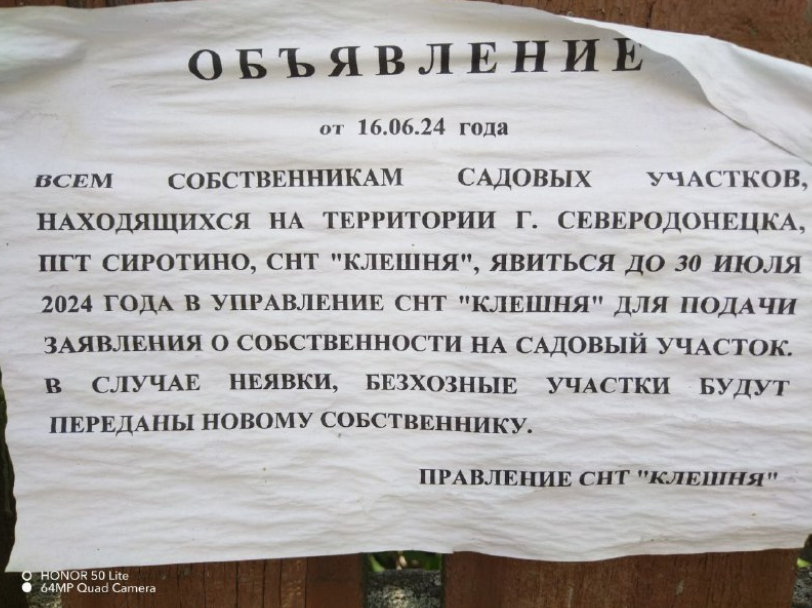 ОБЪЯВЛЕНИЕ
от 16.06.24 года
ВСЕМ СОБСТВЕННИКАМ САДОВЫХ УЧАСТКОВ,
НАХОДЯЩИХСЯ НА ТЕРРИТОРИИ Г. СЕВЕРОДОНЕЦКА,
ПГТ СИРОТИНО, СНТ "КЛЕШНЯ", ЯВИТЬСЯ ДО 30 ИЮЛЯ
2024 ГОДА В УПРАВЛЕНИЕ СНТ "КЛЕШНЯ" ДЛЯ ПОДАЧИ
ЗАЯВЛЕНИЯ О СОБСТВЕННОСТИ НА САДОВЫЙ УЧАСТОК.
В СЛУЧАЕ НЕЯВКИ, БЕЗХОЗНЫЕ УЧАСТКИ БУДУТ
ПЕРЕДАНЫ НОВОМУ СОБСТВЕННИКУ.
ПРАВЛЕНИЕ СНТ "КЛЕШНЯ"
HONOR 50 Lite
64MP Quad Camera